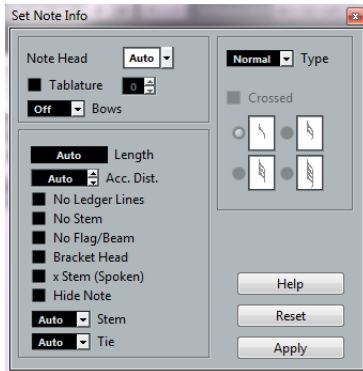 Set Note Info
Note Head Auto
Tablature 0
Off Bows
Normal Type
Crossed
Auto Length
Auto Acc. Dist.
No Ledger Lines
No Stem
No Flag/Beam
Bracket Head
x Stem (Spoken)
Hide Note
Auto Stem
Auto Tie
Help
Reset
Apply